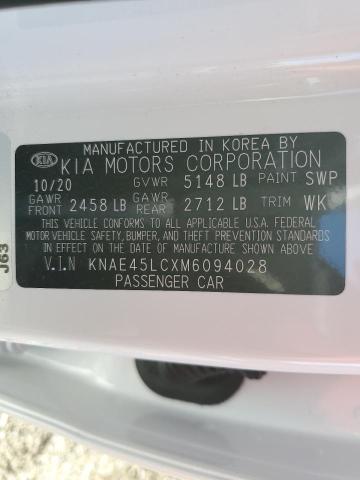 MANUFACTURED IN KOREA BY
KIA KIA MOTORS CORPORATION
10/20 GVWR 5148 LB PAINT SWP
GAWR FRONT 2458 LB GAWR REAR 2712 LB TRIM WK
THIS VEHICLE CONFORMS TO ALL APPLICABLE U.S.A. FEDERAL
MOTOR VEHICLE SAFETY, BUMPER, AND THEFT PREVENTION STANDARDS
IN EFFECT ON THE DATE OF MANUFACTURE SHOWN ABOVE
V.I.N KNAE45LCXM6094028
PASSENGER CAR
J63